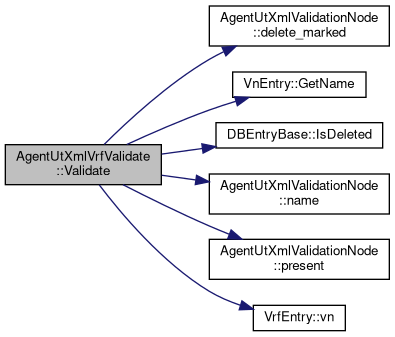 AgentUtXmlValidationNode
::delete_marked
VnEntry::GetName
DBEntryBase::IsDeleted
AgentUtXmlVrfValidate
::Validate
AgentUtXmlValidationNode
::name
AgentUtXmlValidationNode
::present
VrfEntry::vn